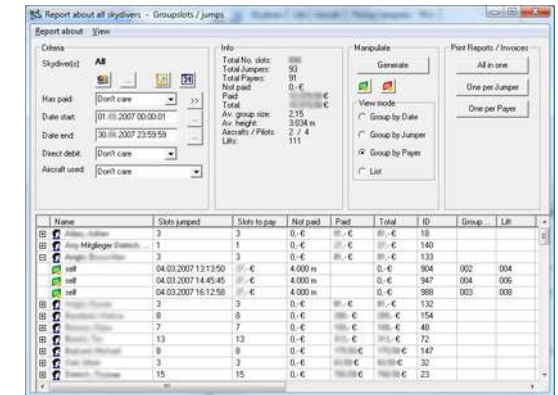 Report about all skydivers - Groupslots / jumps
Report about View
Criteria
Skydiver(s): All
Has paid: Don't care >>
Date start: 01. 2007 00:00:01 ...
Date end: 30. 2007 23:59:59 ...
Direct debit: Don't care
Aircraft used: Don't care
Info
Total No. slots:
Total Jumpers: 93
Total Payers: 91
Not paid 0,- €
Paid: €
Total: €
Av. group size: 2,15
Av. height: 3.034 m
Aircrafts / Pilots: 2 / 4
Lifts: 111
Manipulate
Generate
View mode
Group by Date
Group by Jumper
Group by Payer
List
Print Reports / Invoices
All in one
One per Jumper
One per Payer
Name Slots jumped Slots to pay Not paid Paid Total ID Group... Lift
3 3 0,- € € € 18
Mitglieger 1 1 0,- € € € 140
3 3 0,- € € € 133
self 04.03.2007 13:13:50 € 4.000 m 0,- € 904 002 004
self 04.03.2007 14:45:45 € 4.000 m 0,- € 947 004 006
self 04.03.2007 16:12:58 € 4.000 m 0,- € 988 003 008
3 3 0,- € € € 132
8 8 0,- € € € 154
7 7 0,- € € € 48
13 13 0,- € € € 72
8 8 0,- € € € 147
3 3 0,- € € € 32
15 15 0,- € € € 23